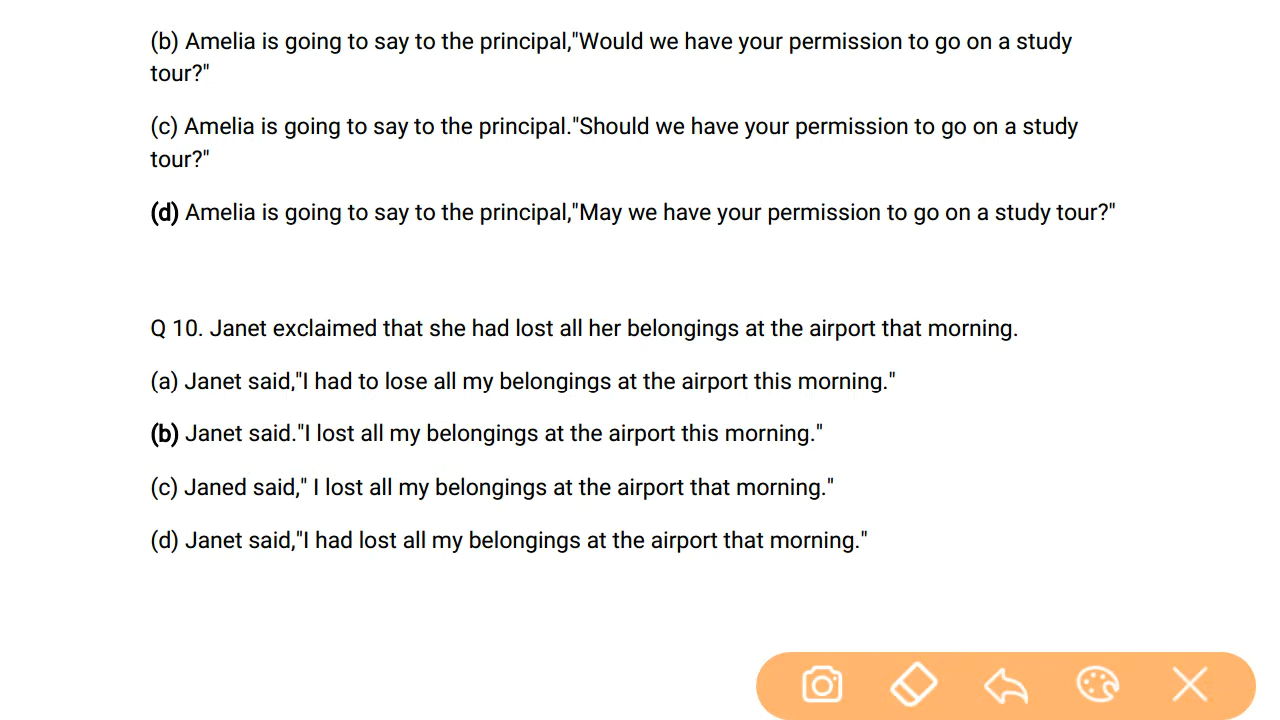 (b) Amelia is going to say to the principal,"Would we have your permission to go on a study
tour?"
(c) Amelia is going to say to the principal."Should we have your permission to go on a study
tour?"
(d) Amelia is going to say to the principal,"May we have your permission to go on a study tour?"
Q 10. Janet exclaimed that she had lost all her belongings at the airport that morning.
(a) Janet said,"I had to lose all my belongings at the airport this morning."
(b) Janet said."I lost all my belongings at the airport this morning."
(c) Janed said," I lost all my belongings at the airport that morning."
(d) Janet said,"I had lost all my belongings at the airport that morning."